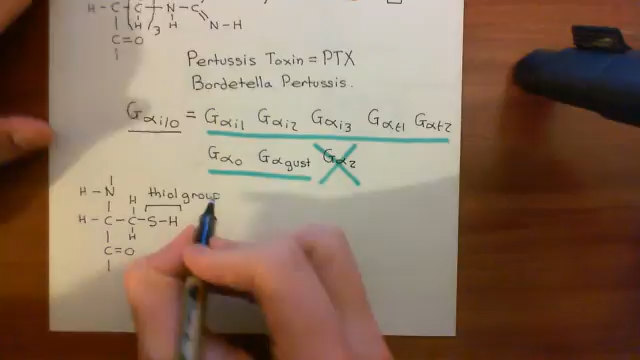 H-C-(C)3-N-C
H H N-H
C=O
Pertussis Toxin = PTX
Bordetella Pertussis.
Gαi/o = Gαi1 Gαi2 Gαi3 Gαt1 Gαt2
Gαo Gαgust Gαz
H-N H thiol group
H-C-C-S-H
H
C=O